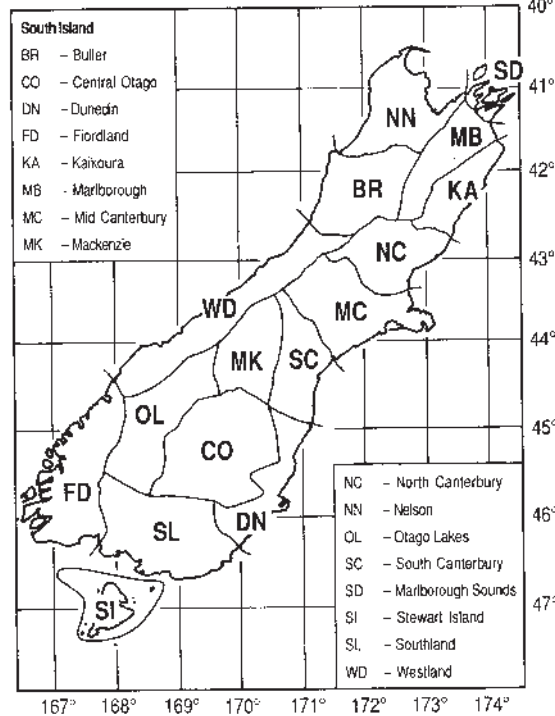 South Island
BR – Buller
CO – Central Otago
DN – Dunedin
FD – Fiordland
KA – Kaikoura
MB - Marlborough
MC – Mid Canterbury
MK – Mackenzie
40°
SD
41°
NN
MB
42°
BR
KA
NC
43°
WD
MC
44°
MK
SC
OL
45°
CO
FD
SL
DN
46°
SI
47°
NC – North Canterbury
NN – Nelson
OL – Otago Lakes
SC – South Canterbury
SD – Marlborough Sounds
SI – Stewart Island
SL – Southland
WD – Westland
167° 168° 169° 170° 171° 172° 173° 174°